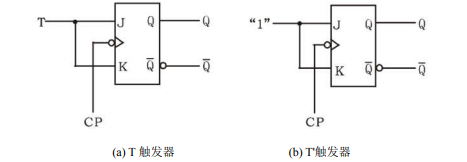 T J Q Q
K Q̅ Q̅
CP
(a) T 触发器
“1” J Q Q
K Q̅ Q̅
CP
(b) T'触发器